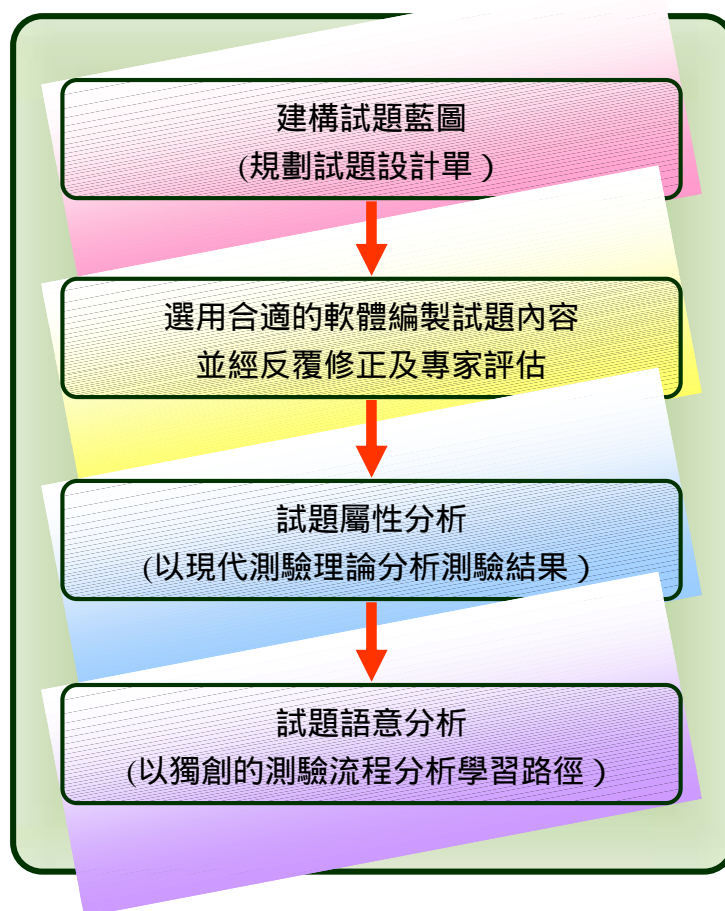 建構試題藍圖
(規劃試題設計單)
選用合適的軟體編製試題內容
並經反覆修正及專家評估
試題屬性分析
(以現代測驗理論分析測驗結果)
試題語意分析
(以獨創的測驗流程分析學習路徑)